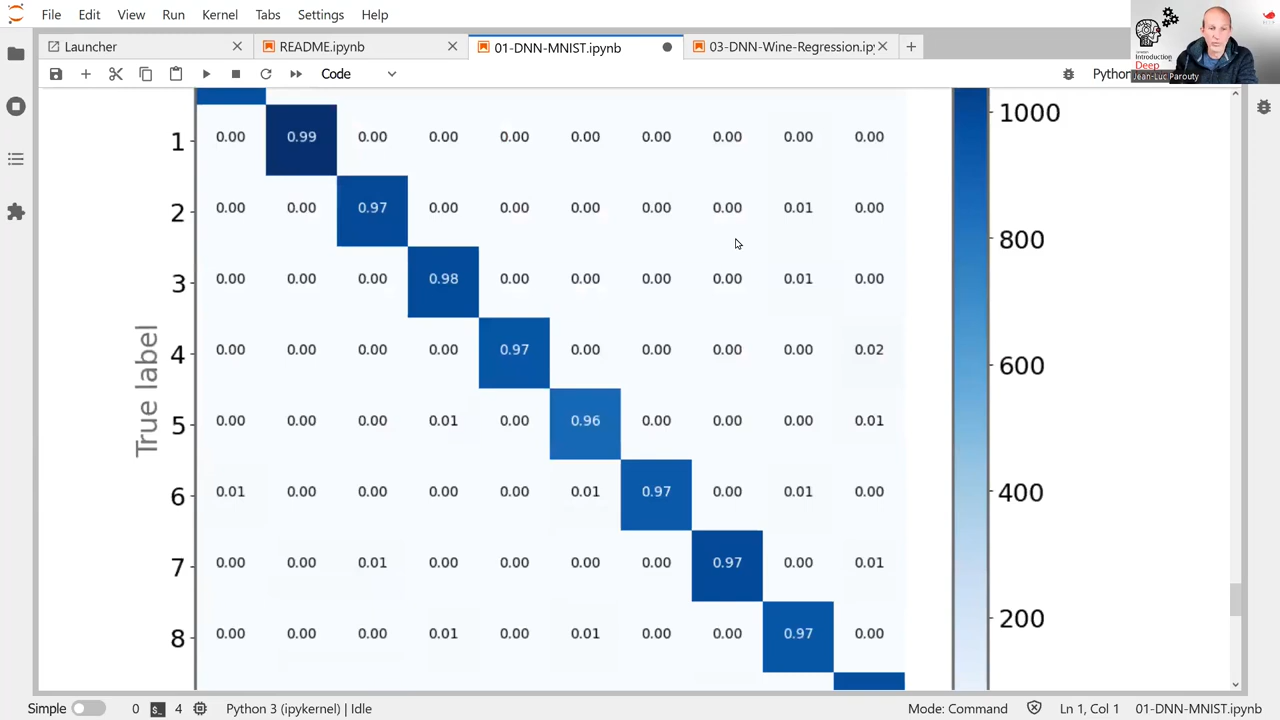 File Edit View Run Kernel Tabs Settings Help
Launcher README.ipynb 01-DNN-MNIST.ipynb 03-DNN-Wine-Regression.ipy
Code Python
Introduction
Deep
Jean-Luc Parouty
1 0.00 0.99 0.00 0.00 0.00 0.00 0.00 0.00 0.00 0.00
2 0.00 0.00 0.97 0.00 0.00 0.00 0.00 0.00 0.01 0.00
3 0.00 0.00 0.00 0.98 0.00 0.00 0.00 0.00 0.01 0.00
4 0.00 0.00 0.00 0.00 0.97 0.00 0.00 0.00 0.00 0.02
5 0.00 0.00 0.00 0.01 0.00 0.96 0.00 0.00 0.00 0.01
6 0.01 0.00 0.00 0.00 0.00 0.01 0.97 0.00 0.01 0.00
7 0.00 0.00 0.01 0.00 0.00 0.00 0.00 0.97 0.00 0.01
8 0.00 0.00 0.00 0.01 0.00 0.01 0.00 0.00 0.97 0.00
True label
1000
800
600
400
200
Simple 0 4 Python 3 (ipykernel) | Idle Mode: Command Ln 1, Col 1 01-DNN-MNIST.ipynb